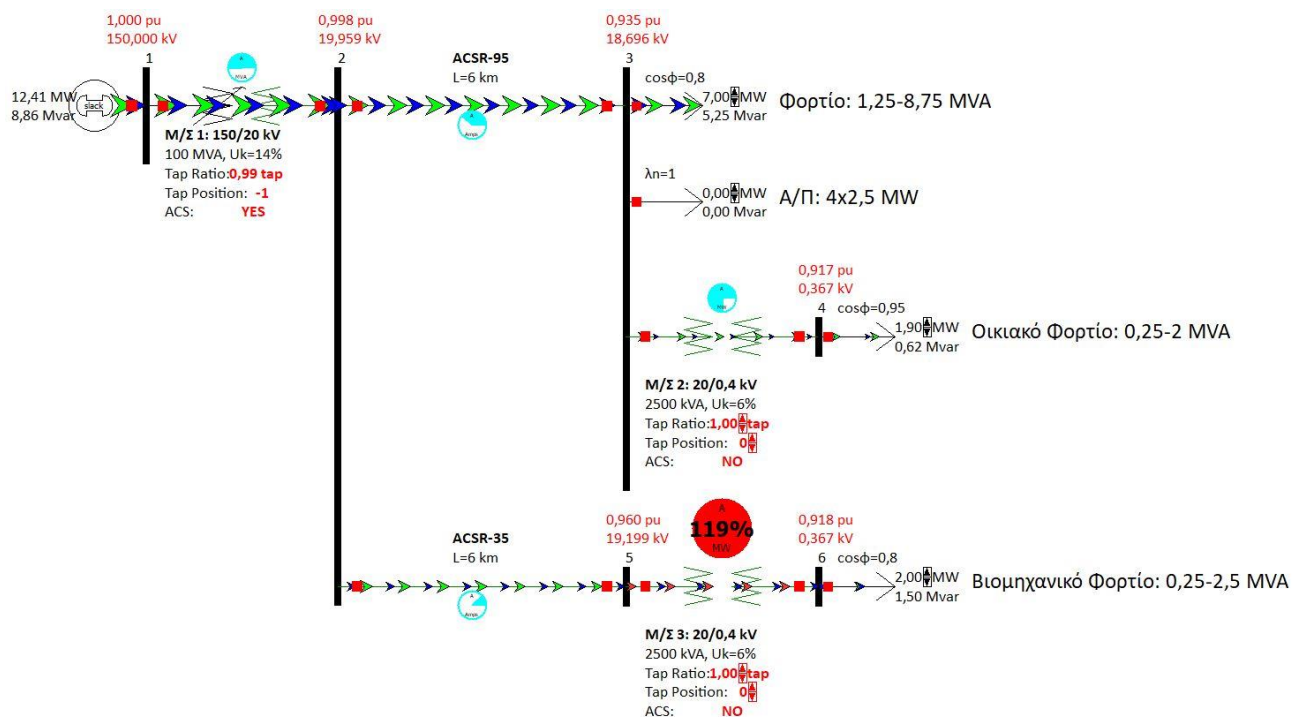 1,000 pu
150,000 kV
1
0,998 pu
19,959 kV
2
0,935 pu
18,696 kV
3
ACSR-95
L=6 km
cosφ=0,8
A
MVA
slack
12,41 MW
8,86 Mvar
7,00 MW
5,25 Mvar
Φορτίο: 1,25-8,75 MVA
A
Amps
Μ/Σ 1: 150/20 kV
100 MVA, Uk=14%
Tap Ratio: 0,99 tap
Tap Position: -1
ACS: YES
λn=1
0,00 MW
0,00 Mvar
Α/Π: 4x2,5 MW
0,917 pu
0,367 kV
4
cosφ=0,95
A
MW
1,90 MW
0,62 Mvar
Οικιακό Φορτίο: 0,25-2 MVA
Μ/Σ 2: 20/0,4 kV
2500 kVA, Uk=6%
Tap Ratio: 1,00 tap
Tap Position: 0
ACS: NO
ACSR-35
L=6 km
0,960 pu
19,199 kV
5
A
119%
MW
0,918 pu
0,367 kV
6
cosφ=0,8
A
Amps
2,00 MW
1,50 Mvar
Βιομηχανικό Φορτίο: 0,25-2,5 MVA
Μ/Σ 3: 20/0,4 kV
2500 kVA, Uk=6%
Tap Ratio: 1,00 tap
Tap Position: 0
ACS: NO